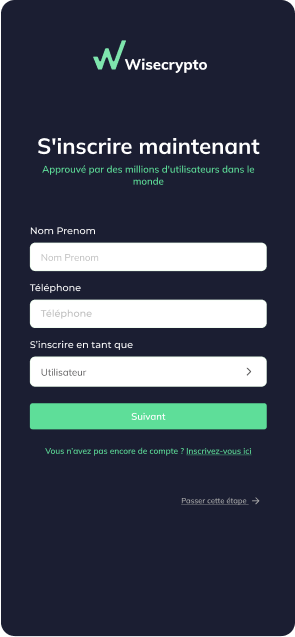 Wisecrypto
S'inscrire maintenant
Approuvé par des millions d'utilisateurs dans le
monde
Nom Prenom
Nom Prenom
Téléphone
Téléphone
S'inscrire en tant que
Utilisateur
Suivant
Vous n'avez pas encore de compte ? Inscrivez-vous ici
Passer cette étape